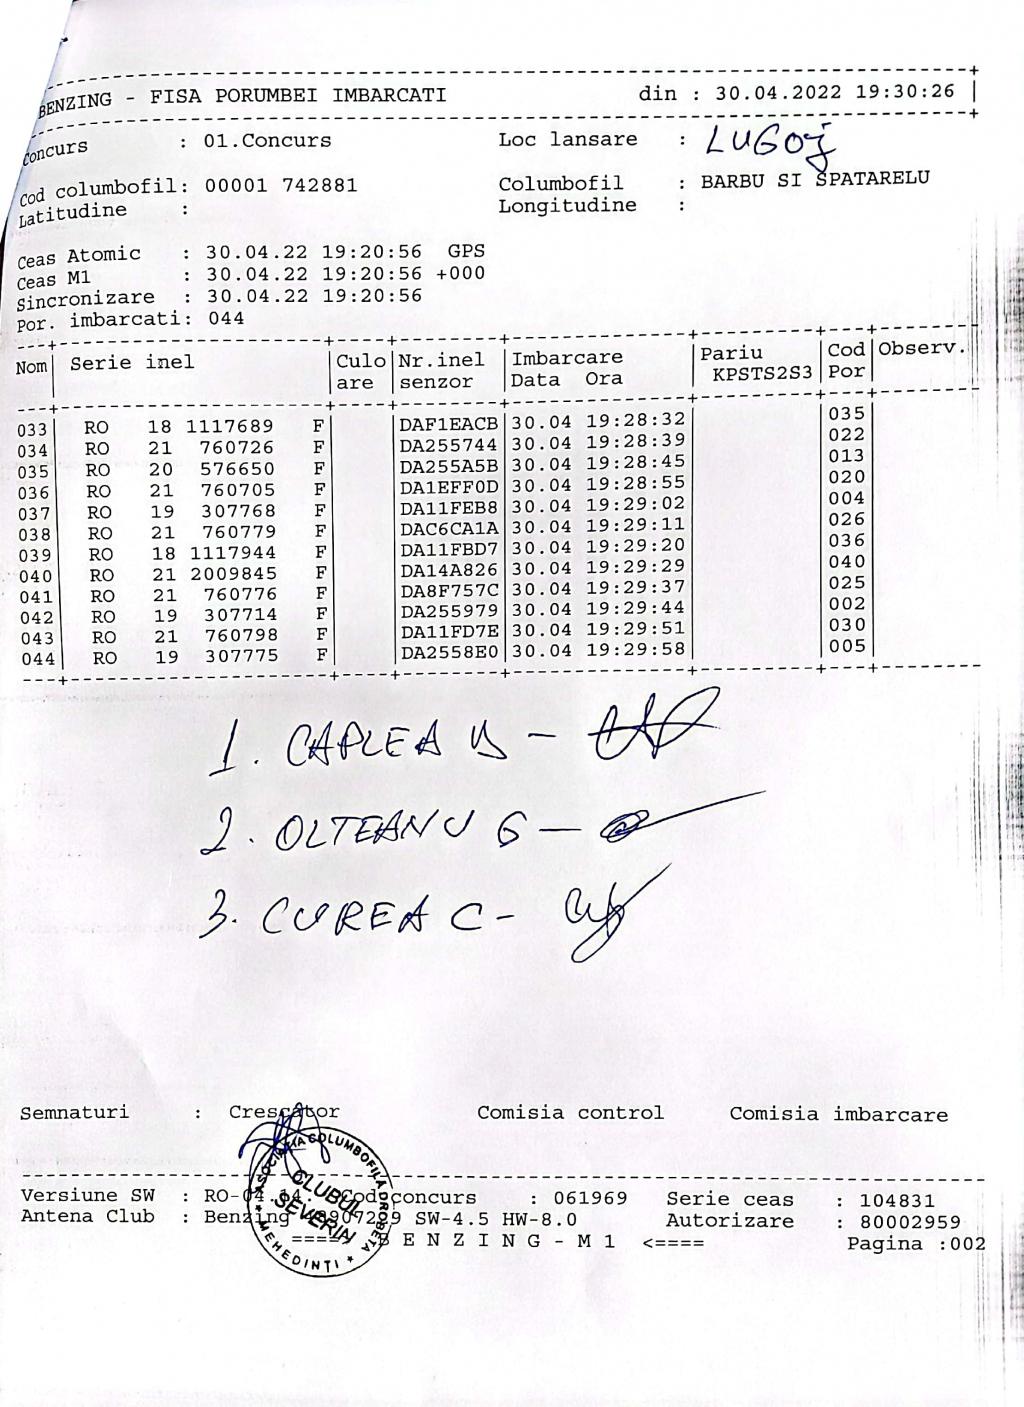 BENZING - FISA PORUMBEI IMBARCATI din : 30.04.2022 19:30:26
Concurs : 01.Concurs Loc lansare : LUGOJ
Cod columbofil: 00001 742881 Columbofil : BARBU SI SPATARELU
Latitudine : Longitudine :
Ceas Atomic : 30.04.22 19:20:56 GPS
Ceas M1 : 30.04.22 19:20:56 +000
Sincronizare : 30.04.22 19:20:56
Por. imbarcati: 044
Nom Serie inel Culo Nr.inel Imbarcare Pariu Cod Observ.
are senzor Data Ora KPSTS2S3 Por
033 RO 18 1117689 F DAF1EACB 30.04 19:28:32 035
034 RO 21 760726 F DA255744 30.04 19:28:39 022
035 RO 20 576650 F DA255A5B 30.04 19:28:45 013
036 RO 21 760705 F DA1EFF0D 30.04 19:28:55 020
037 RO 19 307768 F DA11FEB8 30.04 19:29:02 004
038 RO 21 760779 F DAC6CA1A 30.04 19:29:11 026
039 RO 18 1117944 F DA11FBD7 30.04 19:29:20 036
040 RO 21 2009845 F DA14A826 30.04 19:29:29 040
041 RO 21 760776 F DA8F757C 30.04 19:29:37 025
042 RO 19 307714 F DA255979 30.04 19:29:44 002
043 RO 21 760798 F DA11FD7E 30.04 19:29:51 030
044 RO 19 307775 F DA2558E0 30.04 19:29:58 005
1. CAPLEA -
2. OLTEANU G -
3. CUREA C -
Semnaturi : Crescator Comisia control Comisia imbarcare
ASOCIATIA COLUMBOFILA DROBETA
CLUBUL
SEVERIN
* MEHEDINTI *
Versiune SW : RO- Cod concurs : 061969 Serie ceas : 104831
Antena Club : Benzing SW-4.5 HW-8.0 Autorizare : 80002959
B E N Z I N G - M 1 <==== Pagina :002